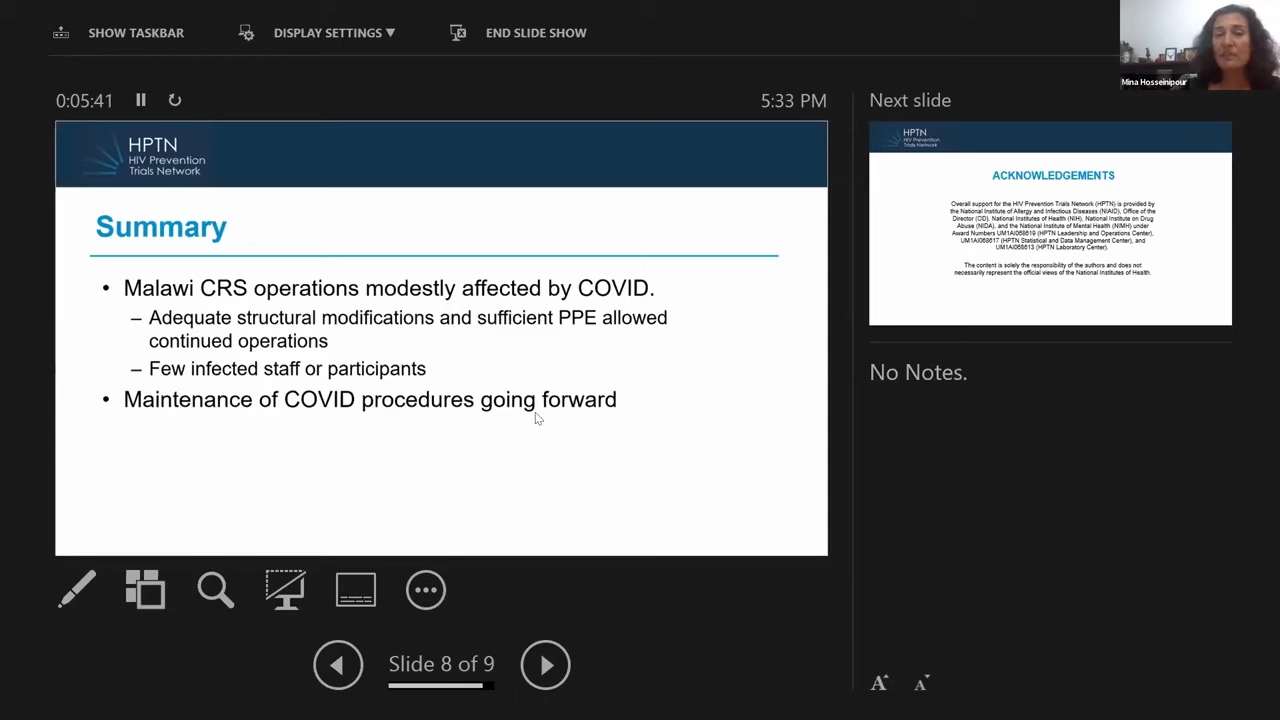 SHOW TASKBAR
DISPLAY SETTINGS ▼
END SLIDE SHOW
Mina Hosseinipour
0:05:41
5:33 PM
Next slide
HPTN
HIV Prevention
Trials Network
Summary
• Malawi CRS operations modestly affected by COVID.
– Adequate structural modifications and sufficient PPE allowed
continued operations
– Few infected staff or participants
• Maintenance of COVID procedures going forward
HPTN
HIV Prevention
Trials Network
ACKNOWLEDGEMENTS
Overall support for the HIV Prevention Trials Network (HPTN) is provided by
the National Institute of Allergy and Infectious Diseases (NIAID), Office of the
Director (OD), National Institutes of Health (NIH), National Institute on Drug
Abuse (NIDA), and the National Institute of Mental Health (NIMH) under
Award Numbers UM1AI068619 (HPTN Leadership and Operations Center),
UM1AI068617 (HPTN Statistical and Data Management Center), and
UM1AI068613 (HPTN Laboratory Center).
The content is solely the responsibility of the authors and does not
necessarily represent the official views of the National Institutes of Health.
No Notes.
Slide 8 of 9
A A